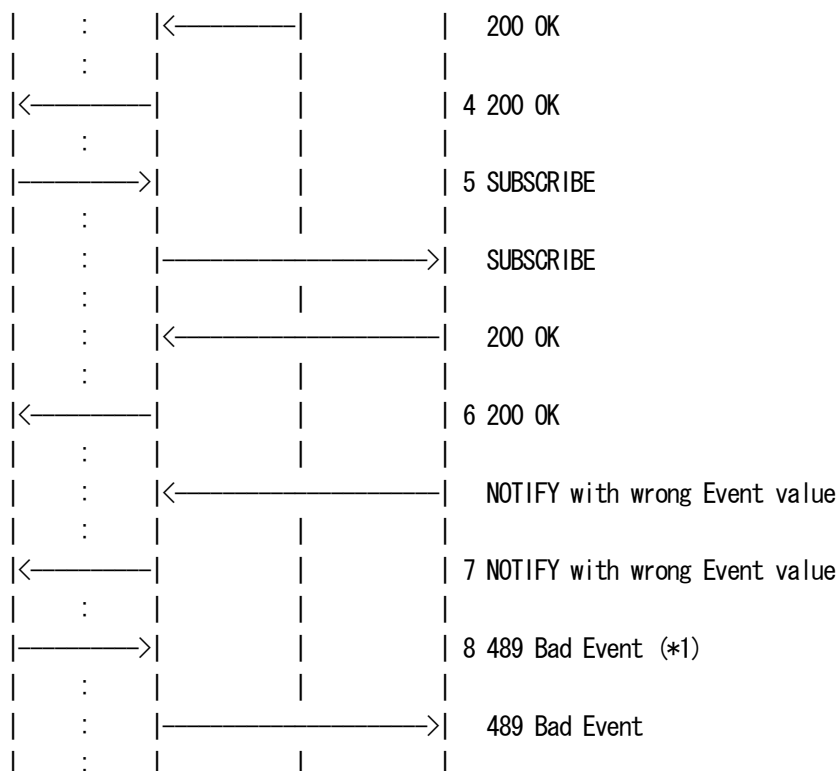 200 OK
4 200 OK
5 SUBSCRIBE
SUBSCRIBE
200 OK
6 200 OK
NOTIFY with wrong Event value
7 NOTIFY with wrong Event value
8 489 Bad Event (*1)
489 Bad Event